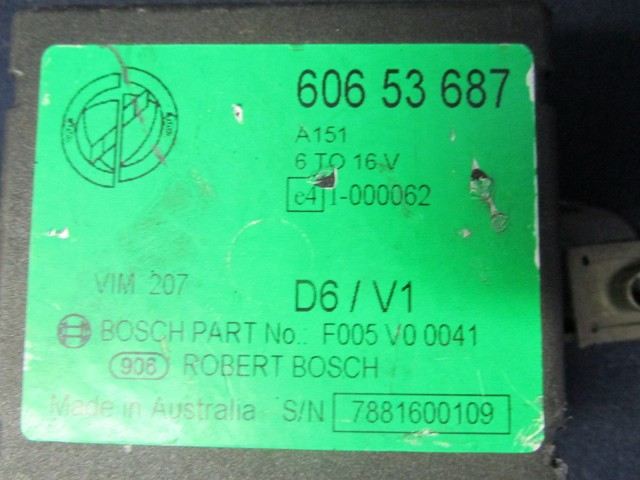 606 53 687
A151
6 TO 16 V
e4 1-000062
VIM 207 D6 / V1
BOSCH PART No.: F005 V0 0041
906 ROBERT BOSCH
Made in Australia S/N 7881600109